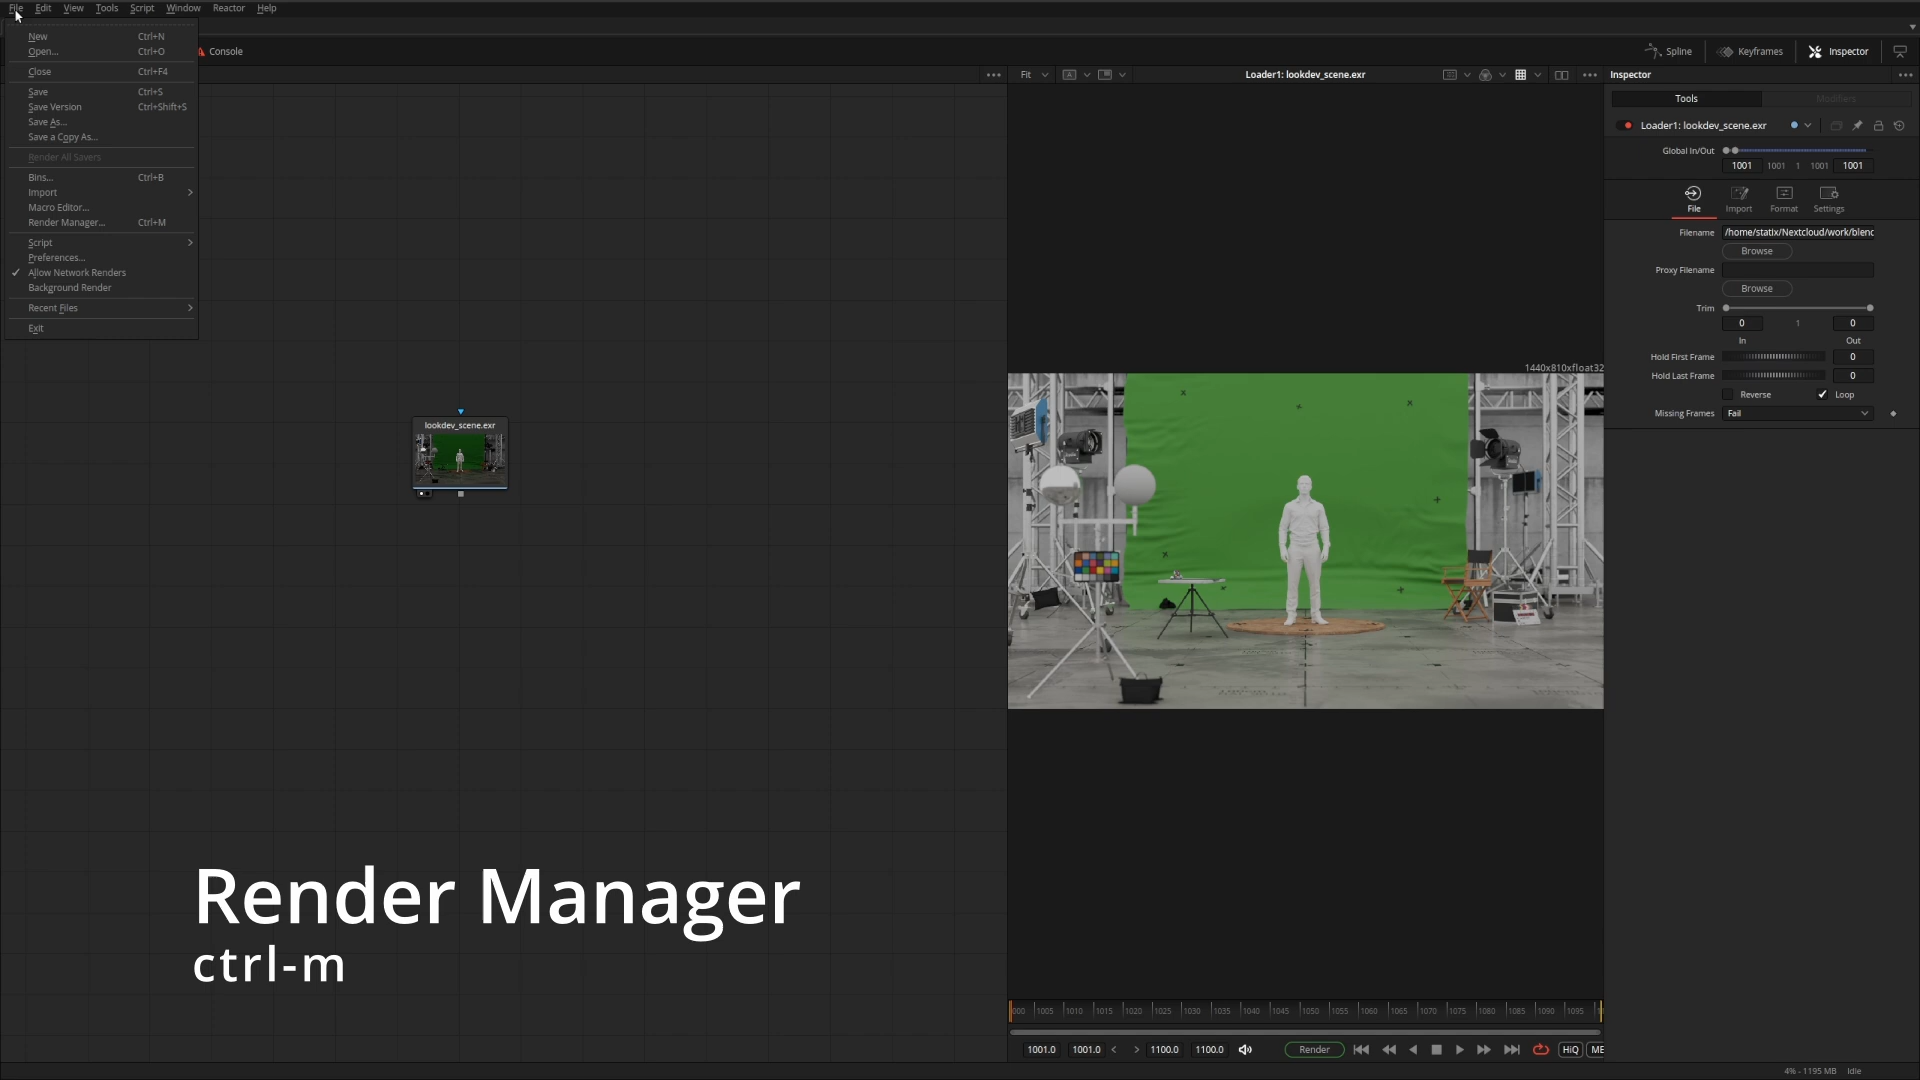 File Edit View Tools Script Window Reactor Help
New Ctrl+N
Open... Ctrl+O
Close Ctrl+F4
Save Ctrl+S
Save Version Ctrl+Shift+S
Save As...
Save a Copy As...
Render All Savers
Bins... Ctrl+B
Import
Macro Editor...
Render Manager... Ctrl+M
Script
Preferences...
Allow Network Renders
Background Render
Recent Files
Exit
Console
Spline Keyframes Inspector
Fit Loader1: lookdev_scene.exr
Inspector
Tools Modifiers
Loader1: lookdev_scene.exr
Global In/Out
1001 1001 1 1001 1001
File Import Format Settings
Filename /home/statix/Nextcloud/work/blenc
Browse
Proxy Filename
Browse
Trim
0 1 0
In Out
Hold First Frame 0
Hold Last Frame 0
Reverse Loop
Missing Frames Fail
lookdev_scene.exr
1440x810xfloat32
Render Manager
ctrl-m
000 1005 1010 1015 1020 1025 1030 1035 1040 1045 1050 1055 1060 1065 1070 1075 1080 1085 1090 1095
1001.0 1001.0 < > 1100.0 1100.0 Render HiQ ME
4% - 1195 MB Idle